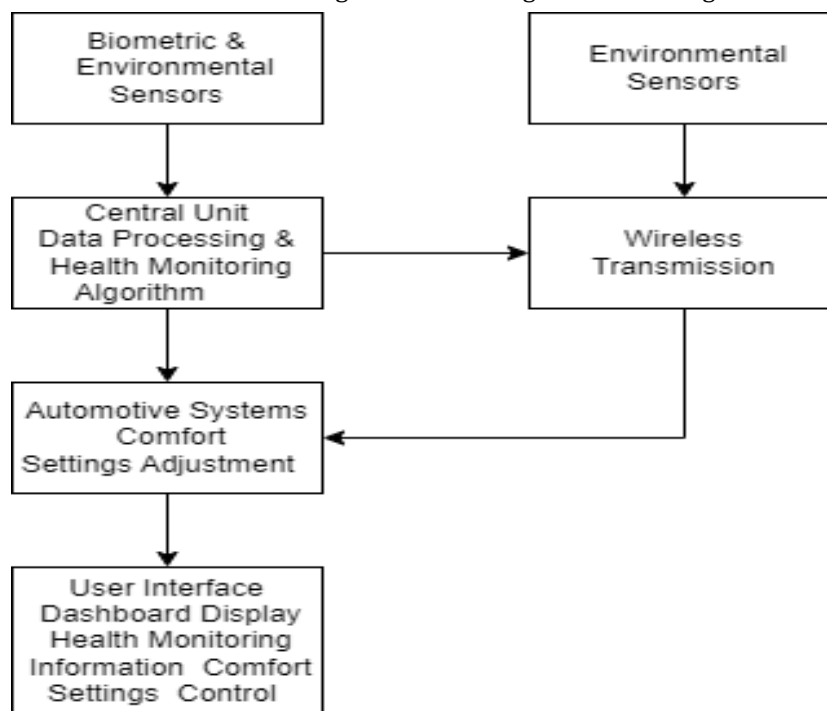 Biometric &
Environmental
Sensors
Environmental
Sensors
Central Unit
Data Processing &
Health Monitoring
Algorithm
Wireless
Transmission
Automotive Systems
Comfort
Settings Adjustment
User Interface
Dashboard Display
Health Monitoring
Information Comfort
Settings Control